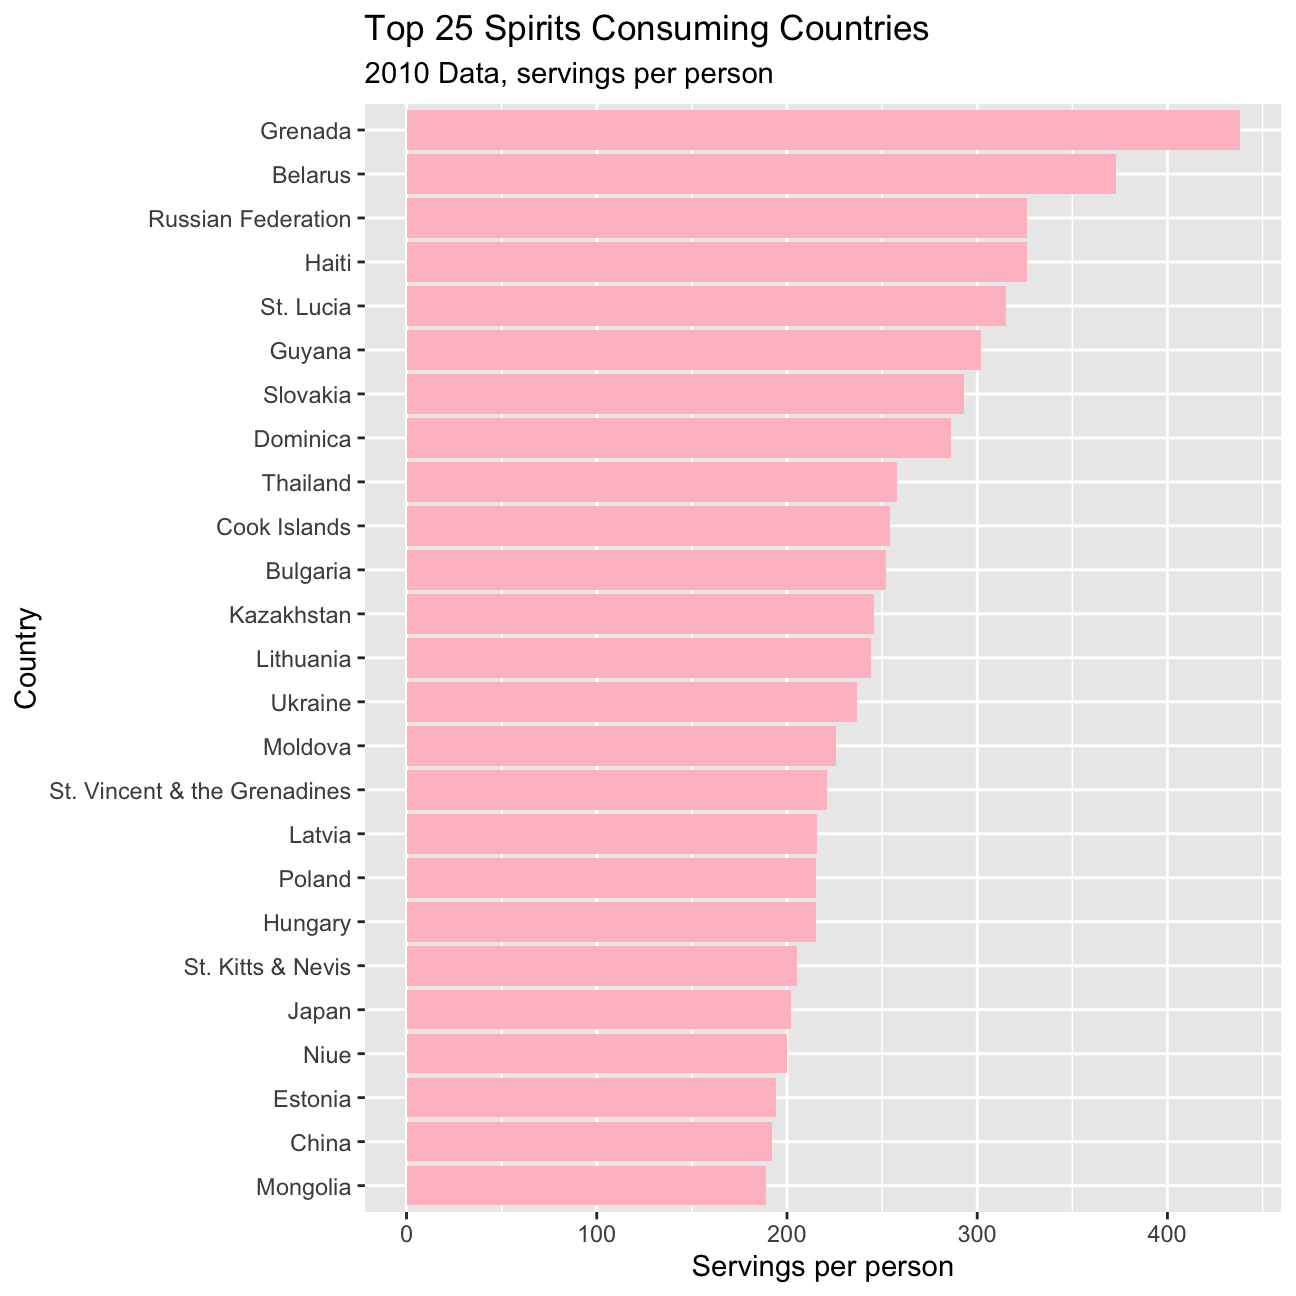 Top 25 Spirits Consuming Countries
2010 Data, servings per person
Grenada
Belarus
Russian Federation
Haiti
St. Lucia
Guyana
Slovakia
Dominica
Thailand
Cook Islands
Bulgaria
Kazakhstan
Lithuania
Ukraine
Moldova
St. Vincent & the Grenadines
Latvia
Poland
Hungary
St. Kitts & Nevis
Japan
Niue
Estonia
China
Mongolia
Country
0 100 200 300 400
Servings per person